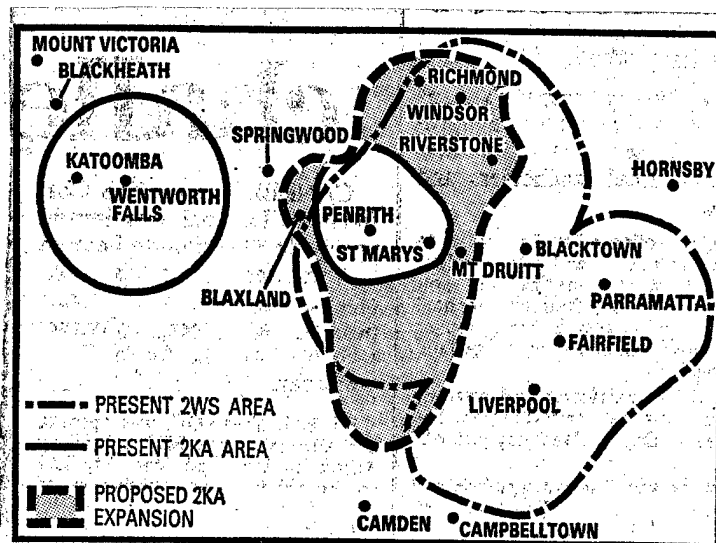 MOUNT VICTORIA
BLACKHEATH
RICHMOND
WINDSOR
SPRINGWOOD
RIVERSTONE
KATOOMBA
HORNSBY
WENTWORTH
FALLS
PENRITH
ST MARYS
BLACKTOWN
MT DRUITT
BLAXLAND
PARRAMATTA
FAIRFIELD
PRESENT 2WS AREA
LIVERPOOL
PRESENT 2KA AREA
PROPOSED 2KA
EXPANSION
CAMDEN
CAMPBELLTOWN